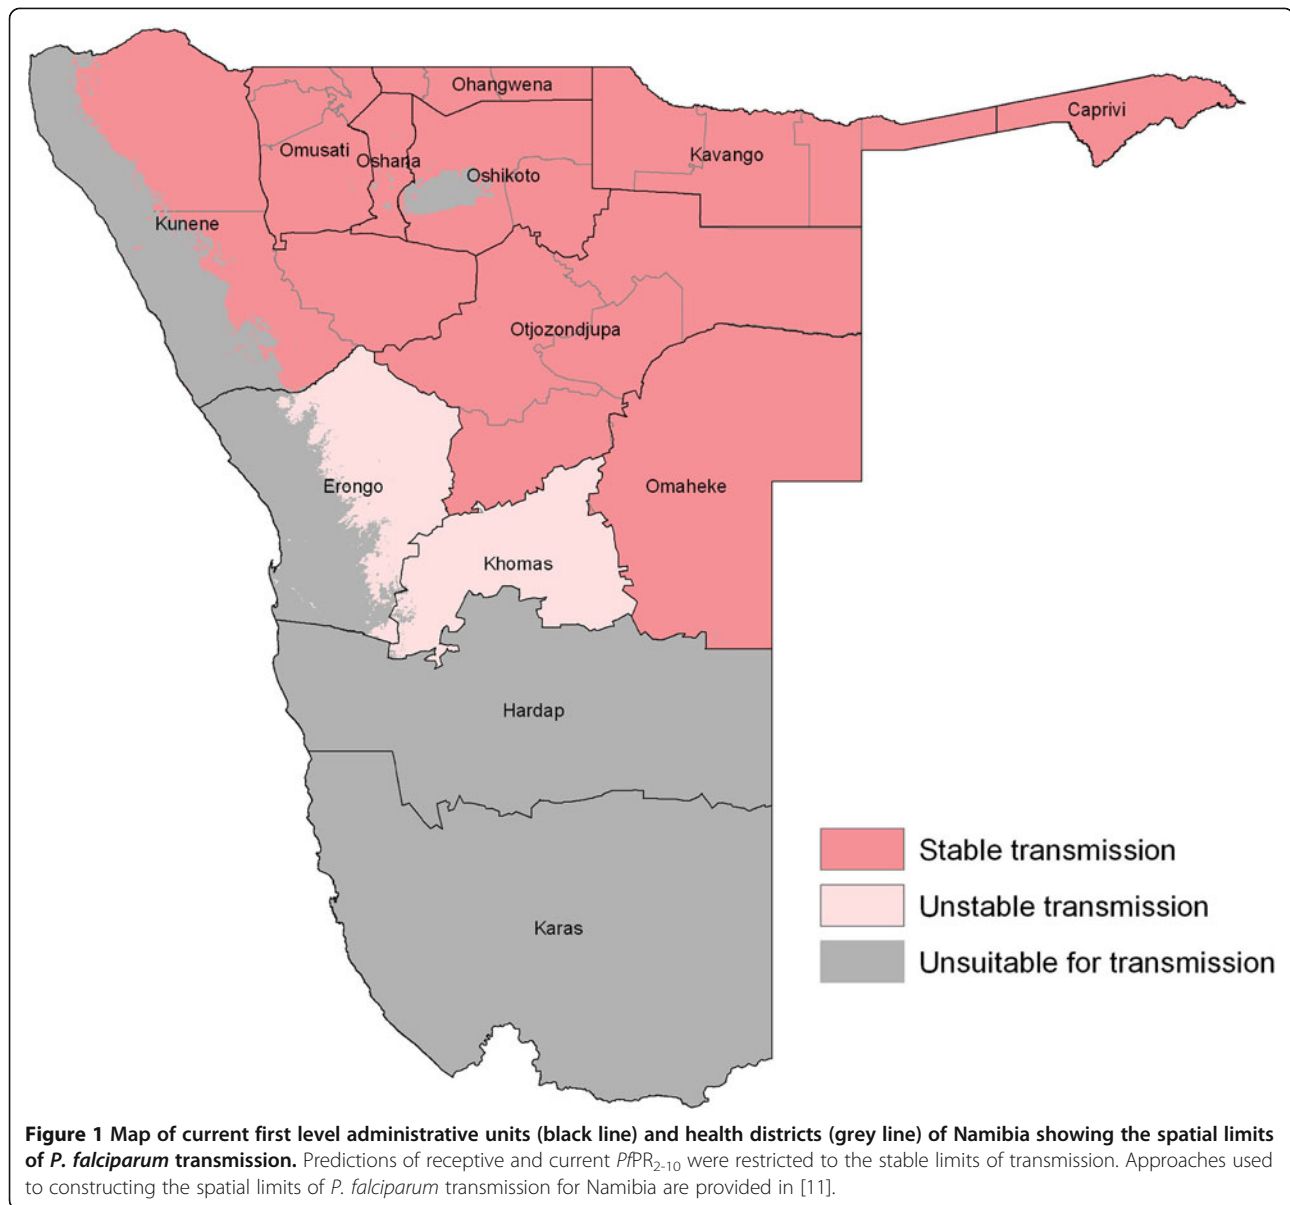 Ohangwena
Caprivi
Omusati
Oshana
Kavango
Oshikoto
Kunene
Otjozondjupa
Erongo
Omaheke
Khomas
Hardap
Karas
Stable transmission
Unstable transmission
Unsuitable for transmission
Figure 1 Map of current first level administrative units (black line) and health districts (grey line) of Namibia showing the spatial limits
of P. falciparum transmission. Predictions of receptive and current PfPR2-10 were restricted to the stable limits of transmission. Approaches used
to constructing the spatial limits of P. falciparum transmission for Namibia are provided in [11].